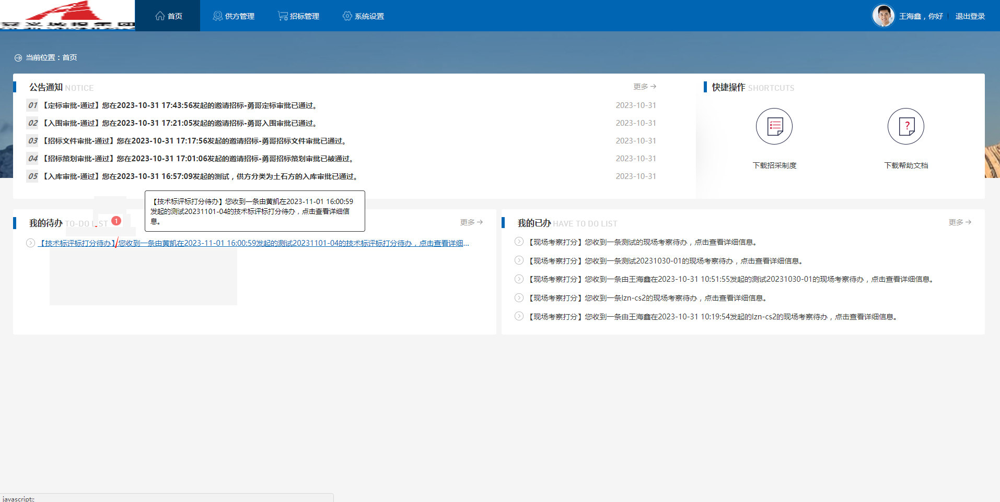 首页
供方管理
招标管理
系统设置
王海鑫，你好
退出登录
当前位置：首页
公告通知 NOTICE
更多
01 【定标审批-通过】您在2023-10-31 17:43:56发起的邀请招标-勇哥定标审批已通过。 2023-10-31
02 【入围审批-通过】您在2023-10-31 17:21:05发起的邀请招标-勇哥入围审批已通过。 2023-10-31
03 【招标文件审批-通过】您在2023-10-31 17:17:56发起的邀请招标-勇哥招标文件审批已通过。 2023-10-31
04 【招标策划审批-通过】您在2023-10-31 17:01:06发起的邀请招标-勇哥招标策划审批已被通过。 2023-10-31
05 【入库审批-通过】您在2023-10-31 16:57:09发起的测试，供方分类为土石方的入库审批已通过。 2023-10-31
快捷操作 SHORTCUTS
下载招采制度
下载帮助文档
【技术标评标打分待办】您收到一条由黄凯在2023-11-01 16:00:59
发起的测试20231101-04的技术标评标打分待办，点击查看详细信
息。
我的待办 TO-DO LIST 1
更多
【技术标评标打分待办】您收到一条由黄凯在2023-11-01 16:00:59发起的测试20231101-04的技术标评标打分待办，点击查看详细...
我的已办 HAVE TO DO LIST
更多
【现场考察打分】您收到一条测试的现场考察待办，点击查看详细信息。
【现场考察打分】您收到一条测试20231030-01的现场考察待办，点击查看详细信息。
【现场考察打分】您收到一条由王海鑫在2023-10-31 10:51:55发起的测试20231030-01的现场考察待办，点击查看详细信息。
【现场考察打分】您收到一条lzn-cs2的现场考察待办，点击查看详细信息。
【现场考察打分】您收到一条由王海鑫在2023-10-31 10:19:54发起的lzn-cs2的现场考察待办，点击查看详细信息。
javascript:;